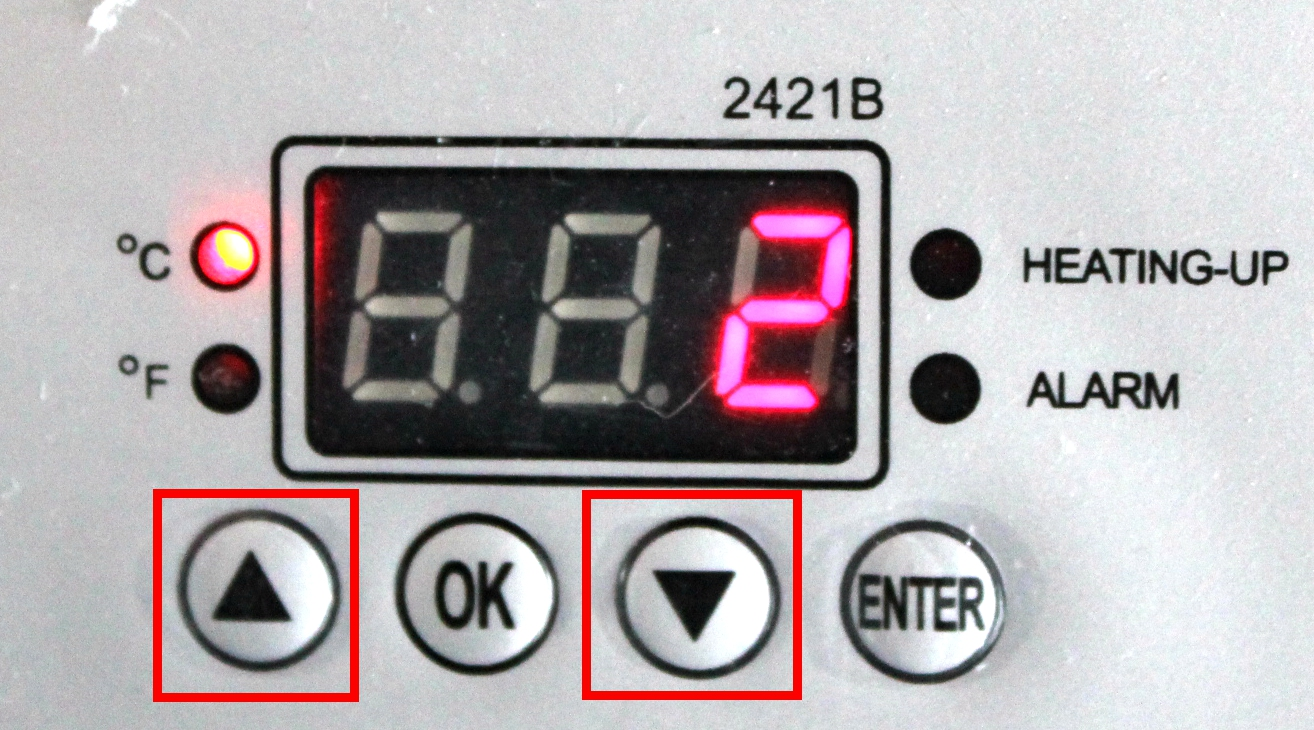 2421B
°C
2
HEATING-UP
°F
ALARM
OK
ENTER